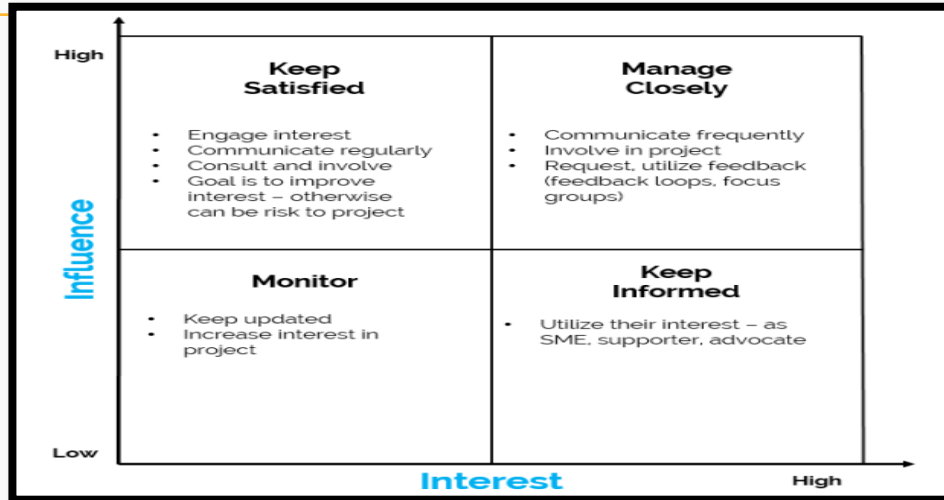 High
Keep
Satisfied
• Engage interest
• Communicate regularly
• Consult and involve
• Goal is to improve
interest – otherwise
can be risk to project
Manage
Closely
• Communicate frequently
• Involve in project
• Request, utilize feedback
(feedback loops, focus
groups)
Influence
Monitor
• Keep updated
• Increase interest in
project
Keep
Informed
• Utilize their interest – as
SME, supporter, advocate
Low
Interest
High